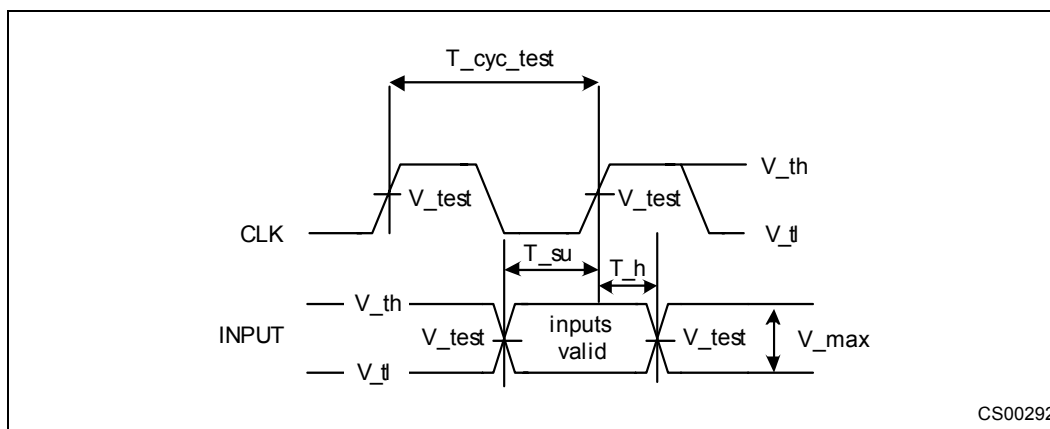 T_cyc_test
V_th
V_test V_test
CLK V_tl
T_su T_h
V_th
INPUT V_test inputs valid V_test V_max
V_tl
CS00292